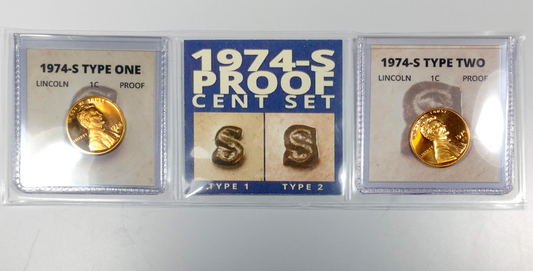 1974-S TYPE ONE
LINCOLN 1C PROOF
1974-S
PROOF
CENT SET
TYPE 1 TYPE 2
1974-S TYPE TWO
LINCOLN 1C PROOF